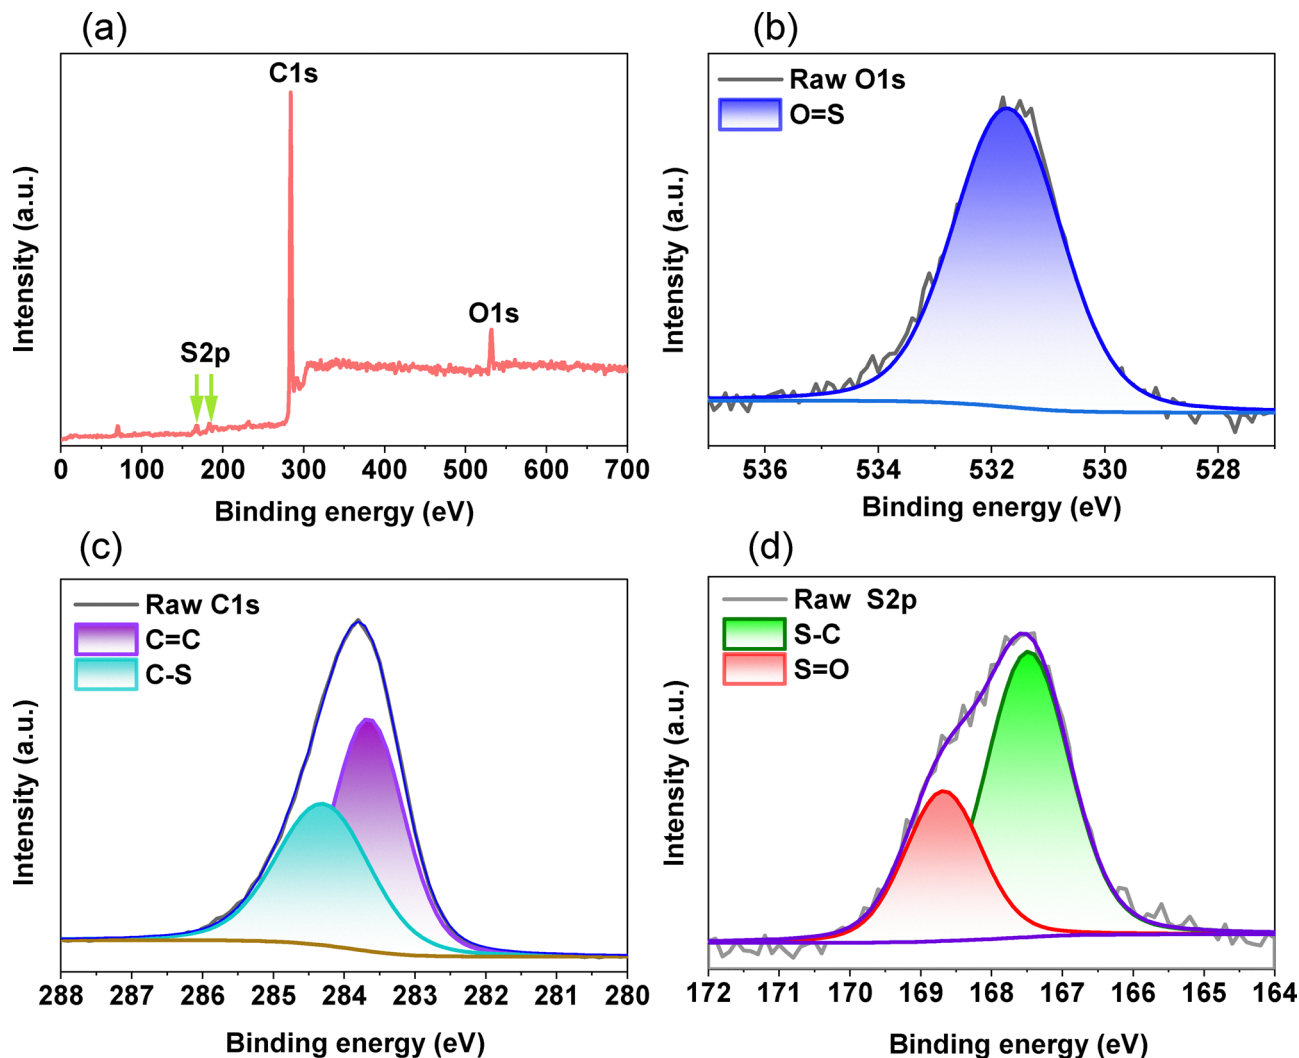 (a)
C1s
O1s
S2p
Intensity (a.u.)
0 100 200 300 400 500 600 700
Binding energy (eV)
(b)
Raw O1s
O=S
Intensity (a.u.)
536 534 532 530 528
Binding energy (eV)
(c)
Raw C1s
C=C
C-S
Intensity (a.u.)
288 287 286 285 284 283 282 281 280
Binding energy (eV)
(d)
Raw S2p
S-C
S=O
Intensity (a.u.)
172 171 170 169 168 167 166 165 164
Binding energy (eV)